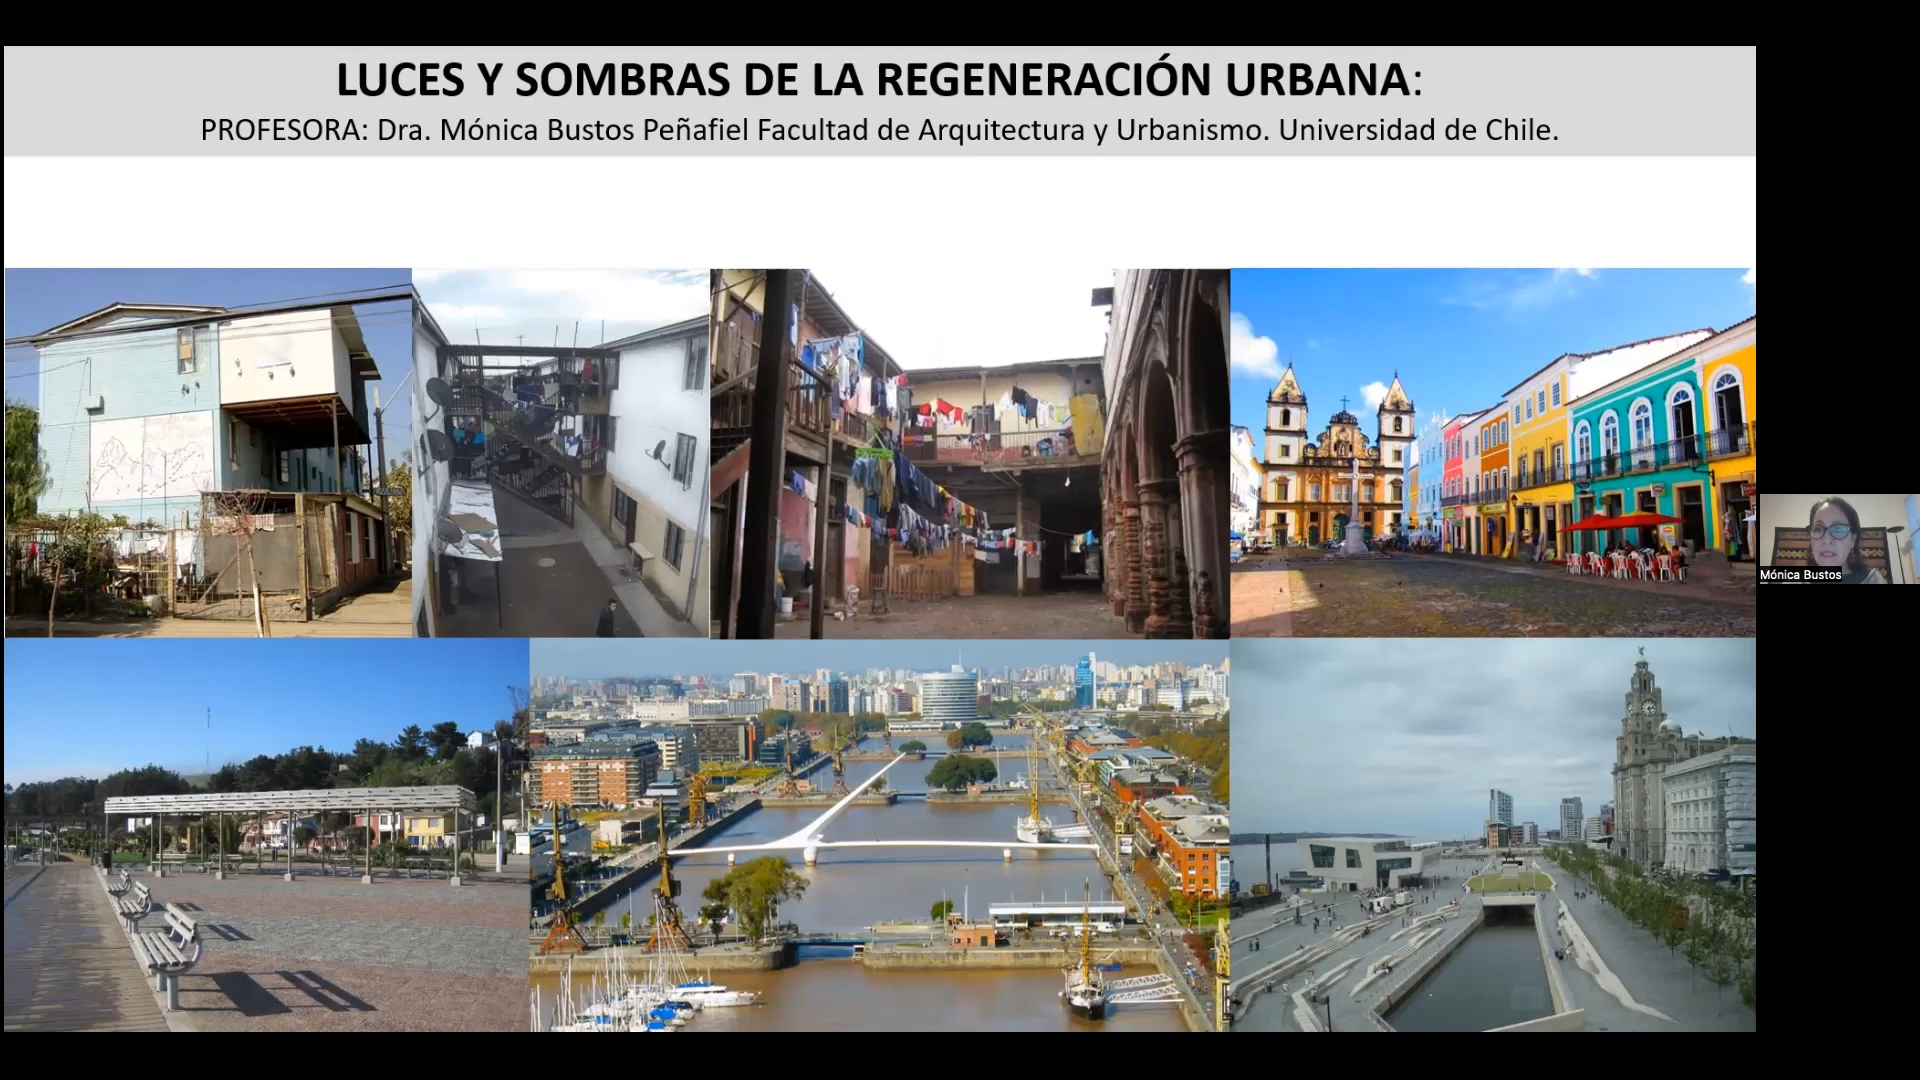 LUCES Y SOMBRAS DE LA REGENERACIÓN URBANA:
PROFESORA: Dra. Mónica Bustos Peñafiel Facultad de Arquitectura y Urbanismo. Universidad de Chile.
Mónica Bustos